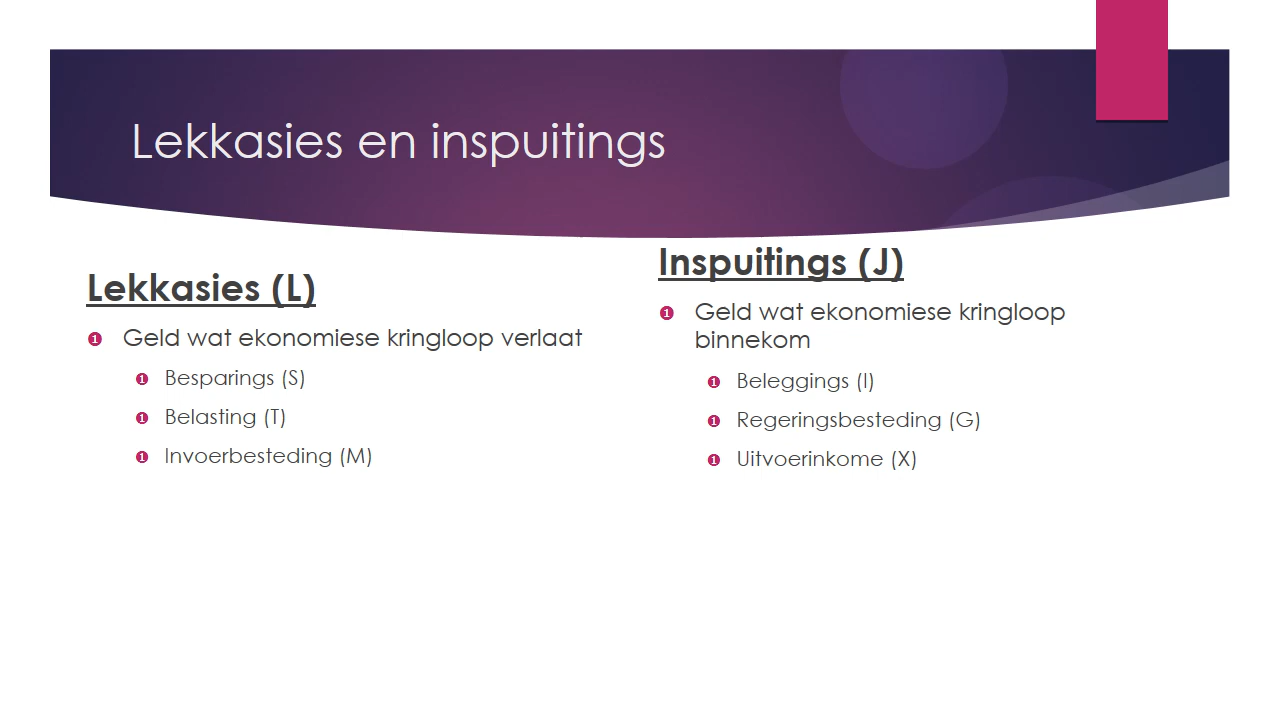 Lekkasies en inspuitings
Lekkasies (L)
Geld wat ekonomiese kringloop verlaat
Besparings (S)
Belasting (T)
Invoerbesteding (M)
Inspuitings (J)
Geld wat ekonomiese kringloop
binnekom
Beleggings (I)
Regeringsbesteding (G)
Uitvoerinkome (X)